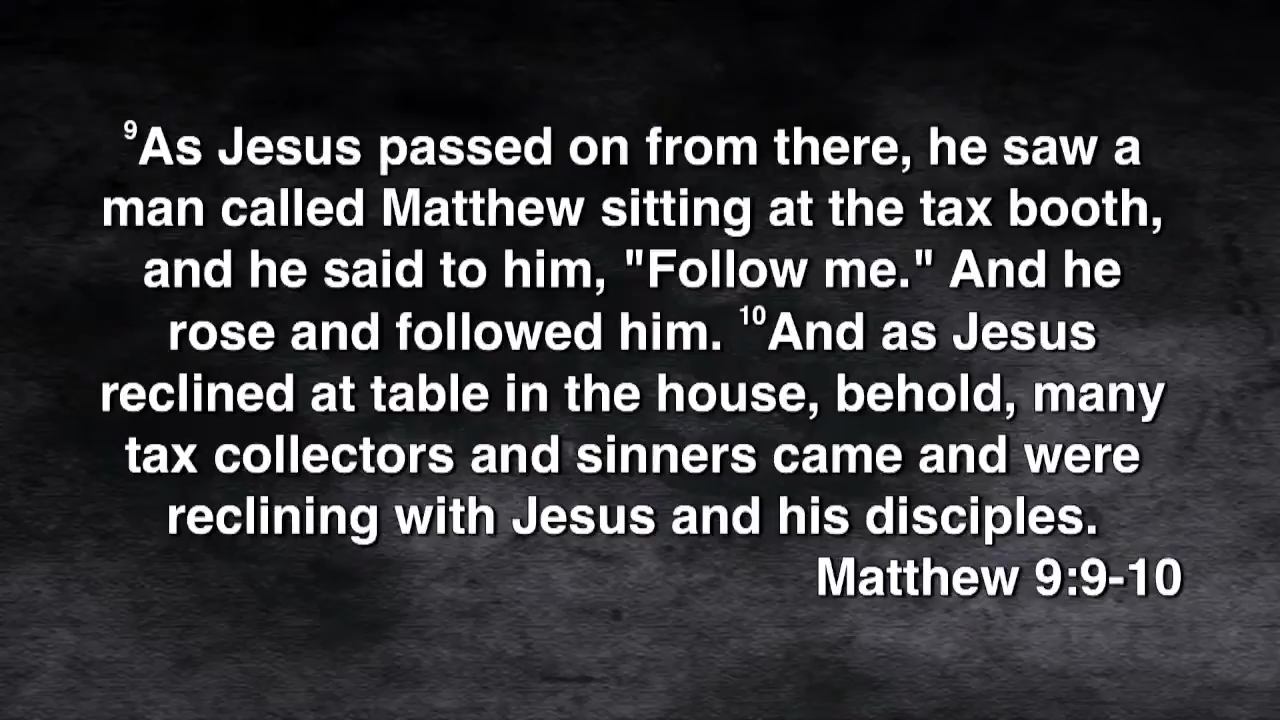 ⁹As Jesus passed on from there, he saw a
man called Matthew sitting at the tax booth,
and he said to him, "Follow me." And he
rose and followed him. ¹⁰And as Jesus
reclined at table in the house, behold, many
tax collectors and sinners came and were
reclining with Jesus and his disciples.
Matthew 9:9-10